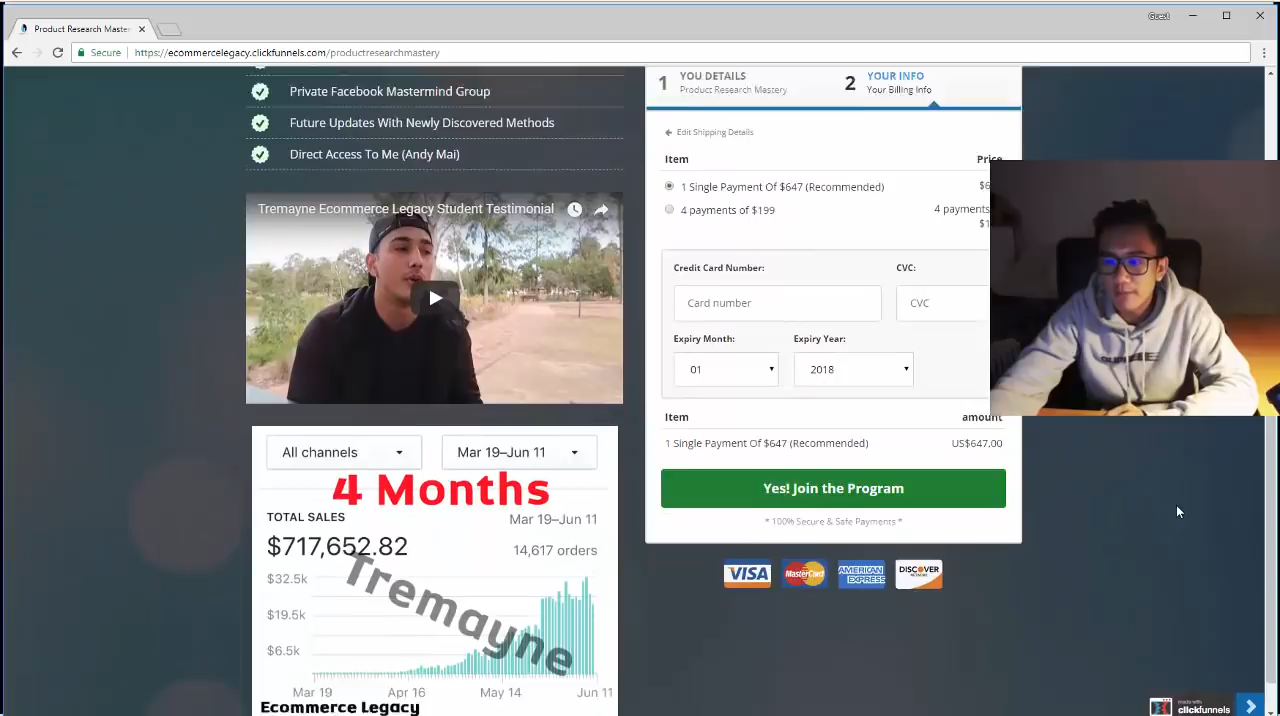 Product Research Master
Guest
Secure
https://ecommercelegacy.clickfunnels.com/productresearchmastery
Private Facebook Mastermind Group
Future Updates With Newly Discovered Methods
Direct Access To Me (Andy Mai)
Tremayne Ecommerce Legacy Student Testimonial
All channels
Mar 19–Jun 11
4 Months
TOTAL SALES
Mar 19–Jun 11
$717,652.82
14,617 orders
$32.5k
$19.5k
$6.5k
Tremayne
Mar 19
Apr 16
May 14
Jun 11
Ecommerce Legacy
1
YOU DETAILS
Product Research Mastery
2
YOUR INFO
Your Billing Info
Edit Shipping Details
Item
Price
1 Single Payment Of $647 (Recommended)
4 payments of $199
4 payments
Credit Card Number:
CVC:
Card number
CVC
Expiry Month:
Expiry Year:
01
2018
Item
amount
1 Single Payment Of $647 (Recommended)
US$647.00
Yes! Join the Program
* 100% Secure & Safe Payments *
VISA
MasterCard
AMERICAN EXPRESS
DISCOVER
made with
clickfunnels